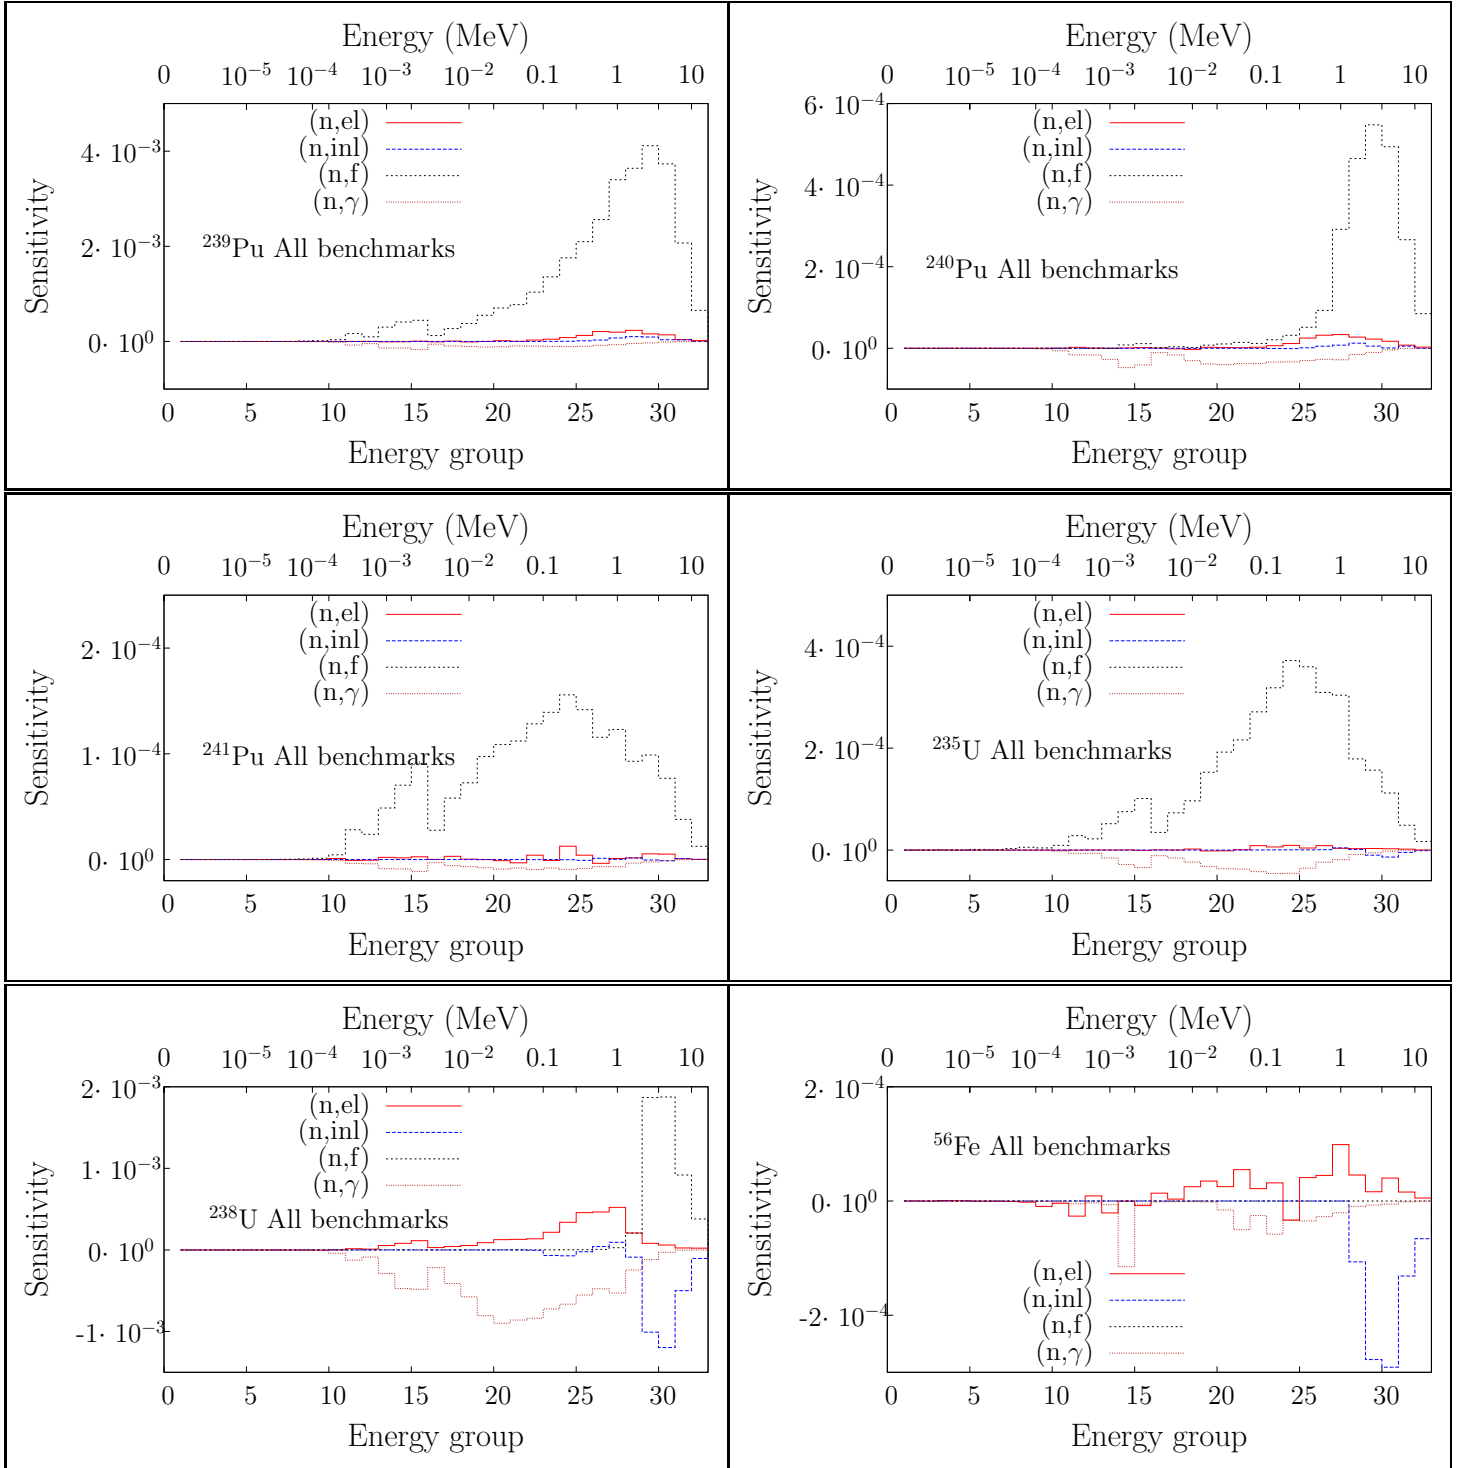 Energy (MeV)
0 10⁻⁵ 10⁻⁴ 10⁻³ 10⁻² 0.1 1 10
(n,el)
4· 10⁻³
(n,inl)
(n,f)
(n,γ)
Sensitivity
2· 10⁻³
²³⁹Pu All benchmarks
0· 10⁰
0 5 10 15 20 25 30
Energy group
Energy (MeV)
0 10⁻⁵ 10⁻⁴ 10⁻³ 10⁻² 0.1 1 10
6· 10⁻⁴
(n,el)
(n,inl)
(n,f)
4· 10⁻⁴
(n,γ)
Sensitivity
2· 10⁻⁴
²⁴⁰Pu All benchmarks
0· 10⁰
0 5 10 15 20 25 30
Energy group
Energy (MeV)
0 10⁻⁵ 10⁻⁴ 10⁻³ 10⁻² 0.1 1 10
(n,el)
(n,inl)
2· 10⁻⁴
(n,f)
(n,γ)
Sensitivity
1· 10⁻⁴
²⁴¹Pu All benchmarks
0· 10⁰
0 5 10 15 20 25 30
Energy group
Energy (MeV)
0 10⁻⁵ 10⁻⁴ 10⁻³ 10⁻² 0.1 1 10
(n,el)
(n,inl)
4· 10⁻⁴
(n,f)
(n,γ)
Sensitivity
2· 10⁻⁴
²³⁵U All benchmarks
0· 10⁰
0 5 10 15 20 25 30
Energy group
Energy (MeV)
0 10⁻⁵ 10⁻⁴ 10⁻³ 10⁻² 0.1 1 10
2· 10⁻³
(n,el)
(n,inl)
(n,f)
1· 10⁻³
(n,γ)
Sensitivity
²³⁸U All benchmarks
0· 10⁰
-1· 10⁻³
0 5 10 15 20 25 30
Energy group
Energy (MeV)
0 10⁻⁵ 10⁻⁴ 10⁻³ 10⁻² 0.1 1 10
2· 10⁻⁴
⁵⁶Fe All benchmarks
0· 10⁰
Sensitivity
(n,el)
(n,inl)
-2· 10⁻⁴
(n,f)
(n,γ)
0 5 10 15 20 25 30
Energy group